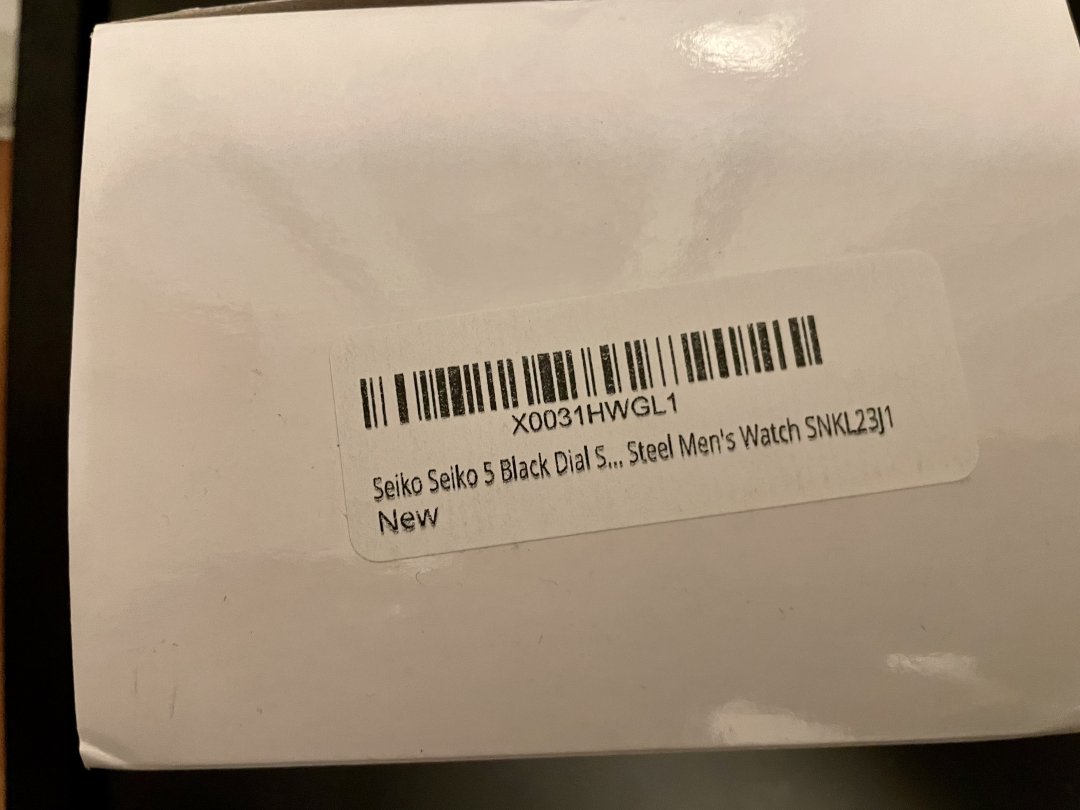 X0031HWGL1
Seiko Seiko 5 Black Dial S... Steel Men's Watch SNKL23J1
New